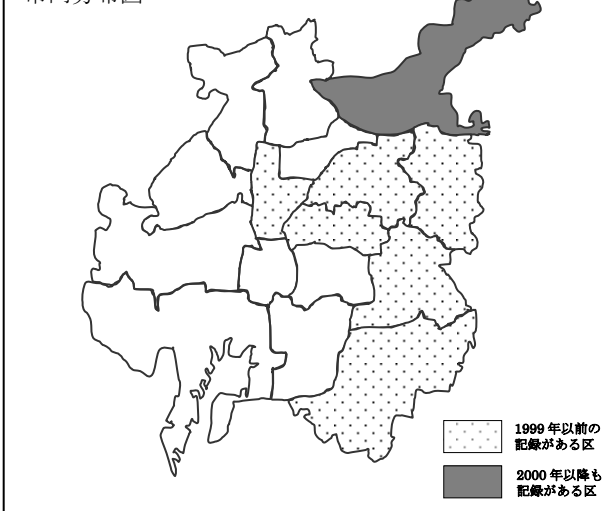 市内分布図
1999 年以前の
記録がある区
2000 年以降も
記録がある区